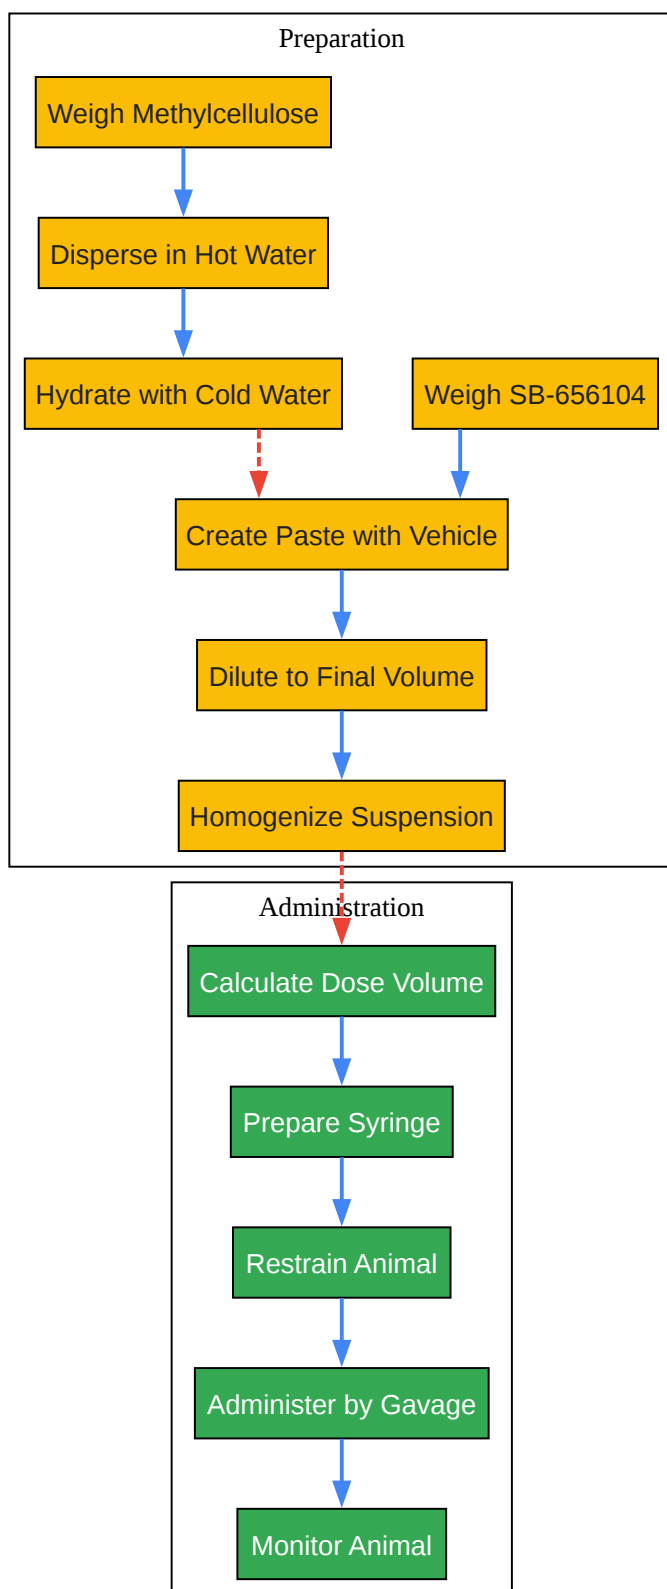 Preparation
Weigh Methylcellulose
Disperse in Hot Water
Hydrate with Cold Water
Weigh SB-656104
Create Paste with Vehicle
Dilute to Final Volume
Homogenize Suspension
Administration
Calculate Dose Volume
Prepare Syringe
Restrain Animal
Administer by Gavage
Monitor Animal